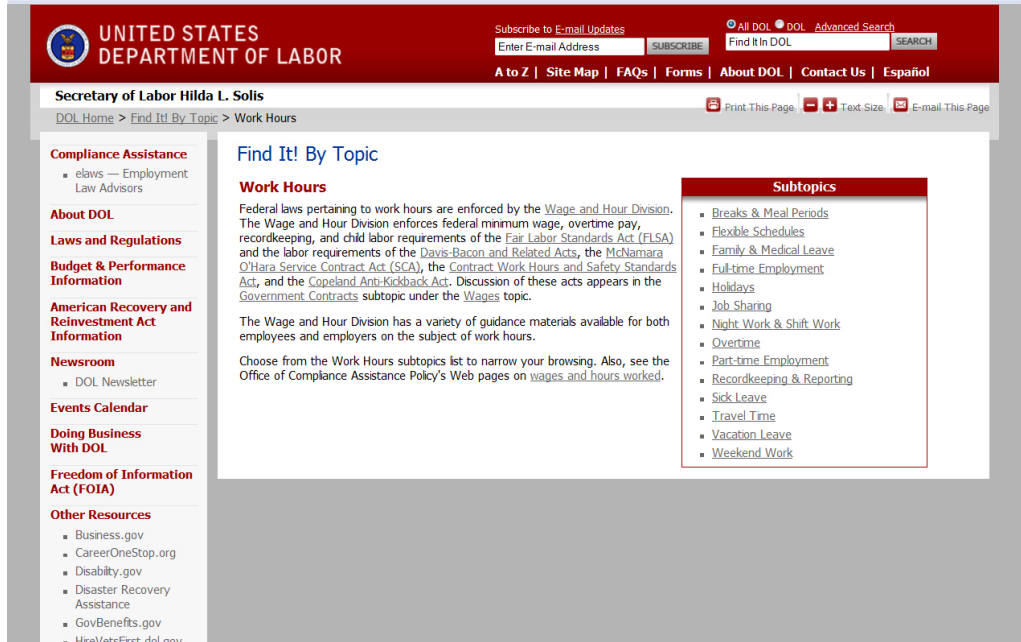 UNITED STATES
DEPARTMENT OF LABOR
Subscribe to E-mail Updates
Enter E-mail Address SUBSCRIBE
All DOL DOL Advanced Search
Find It In DOL SEARCH
A to Z | Site Map | FAQs | Forms | About DOL | Contact Us | Español
Secretary of Labor Hilda L. Solis
DOL Home > Find It! By Topic > Work Hours
Print This Page Text Size E-mail This Page
Compliance Assistance
elaws — Employment
Law Advisors
About DOL
Laws and Regulations
Budget & Performance
Information
American Recovery and
Reinvestment Act
Information
Newsroom
DOL Newsletter
Events Calendar
Doing Business
With DOL
Freedom of Information
Act (FOIA)
Other Resources
Business.gov
CareerOneStop.org
Disability.gov
Disaster Recovery
Assistance
GovBenefits.gov
HireVetsFirst.dol.gov
Find It! By Topic
Work Hours
Federal laws pertaining to work hours are enforced by the Wage and Hour Division.
The Wage and Hour Division enforces federal minimum wage, overtime pay,
recordkeeping, and child labor requirements of the Fair Labor Standards Act (FLSA)
and the labor requirements of the Davis-Bacon and Related Acts, the McNamara
O'Hara Service Contract Act (SCA), the Contract Work Hours and Safety Standards
Act, and the Copeland Anti-Kickback Act. Discussion of these acts appears in the
Government Contracts subtopic under the Wages topic.
The Wage and Hour Division has a variety of guidance materials available for both
employees and employers on the subject of work hours.
Choose from the Work Hours subtopics list to narrow your browsing. Also, see the
Office of Compliance Assistance Policy's Web pages on wages and hours worked.
Subtopics
Breaks & Meal Periods
Flexible Schedules
Family & Medical Leave
Full-time Employment
Holidays
Job Sharing
Night Work & Shift Work
Overtime
Part-time Employment
Recordkeeping & Reporting
Sick Leave
Travel Time
Vacation Leave
Weekend Work